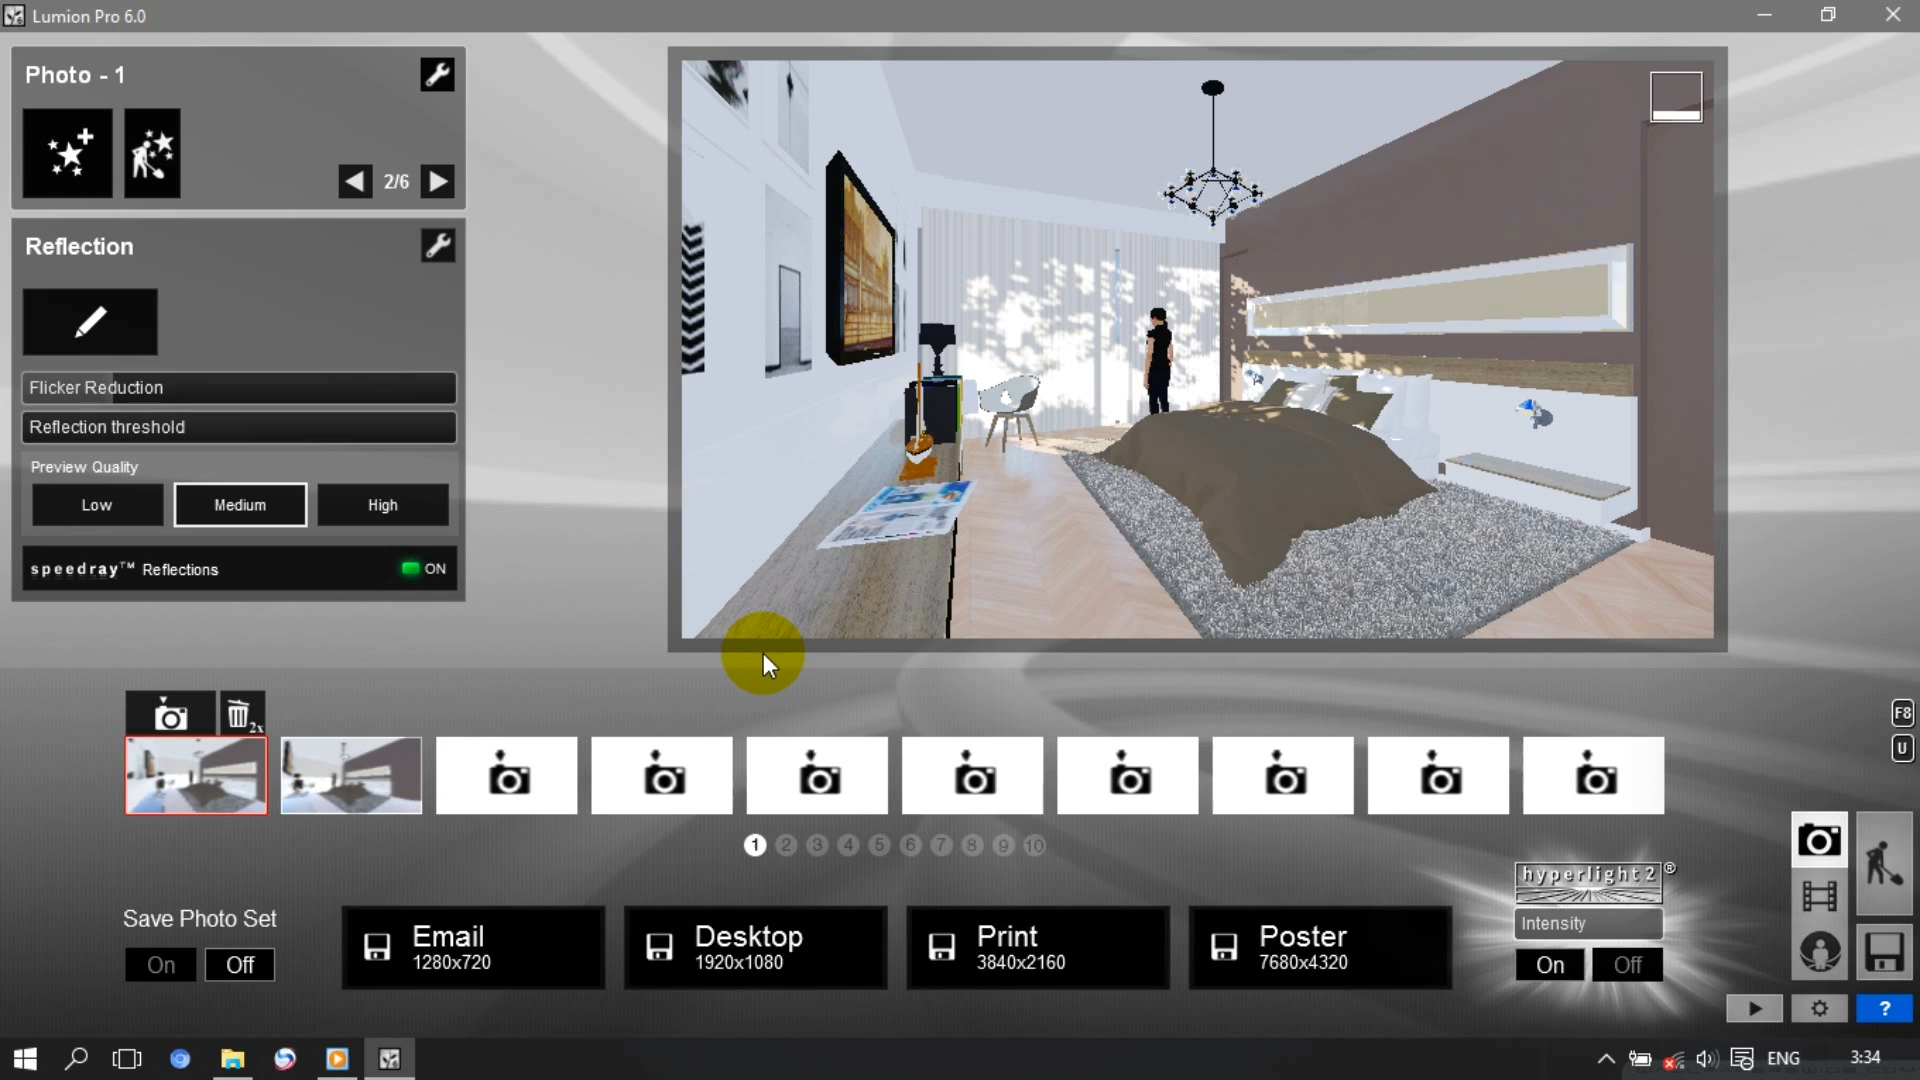 Lumion Pro 6.0
Photo - 1
2/6
Reflection
Flicker Reduction
Reflection threshold
Preview Quality
Low Medium High
speedray™ Reflections ON
2x
F8
U
1 2 3 4 5 6 7 8 9 10
hyperlight 2 ®
Intensity
On Off
Save Photo Set
On Off
Email
1280x720
Desktop
1920x1080
Print
3840x2160
Poster
7680x4320
?
ENG 3:34